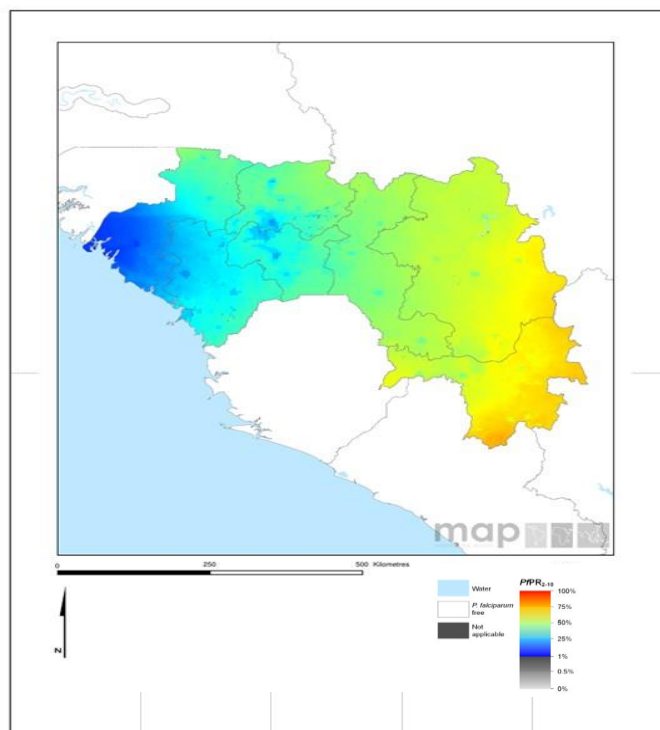 map
0 250 Kilometres 500
N
Water
P. falciparum
free
Not
applicable
PfPR2-10
100%
75%
50%
25%
1%
0.5%
0%